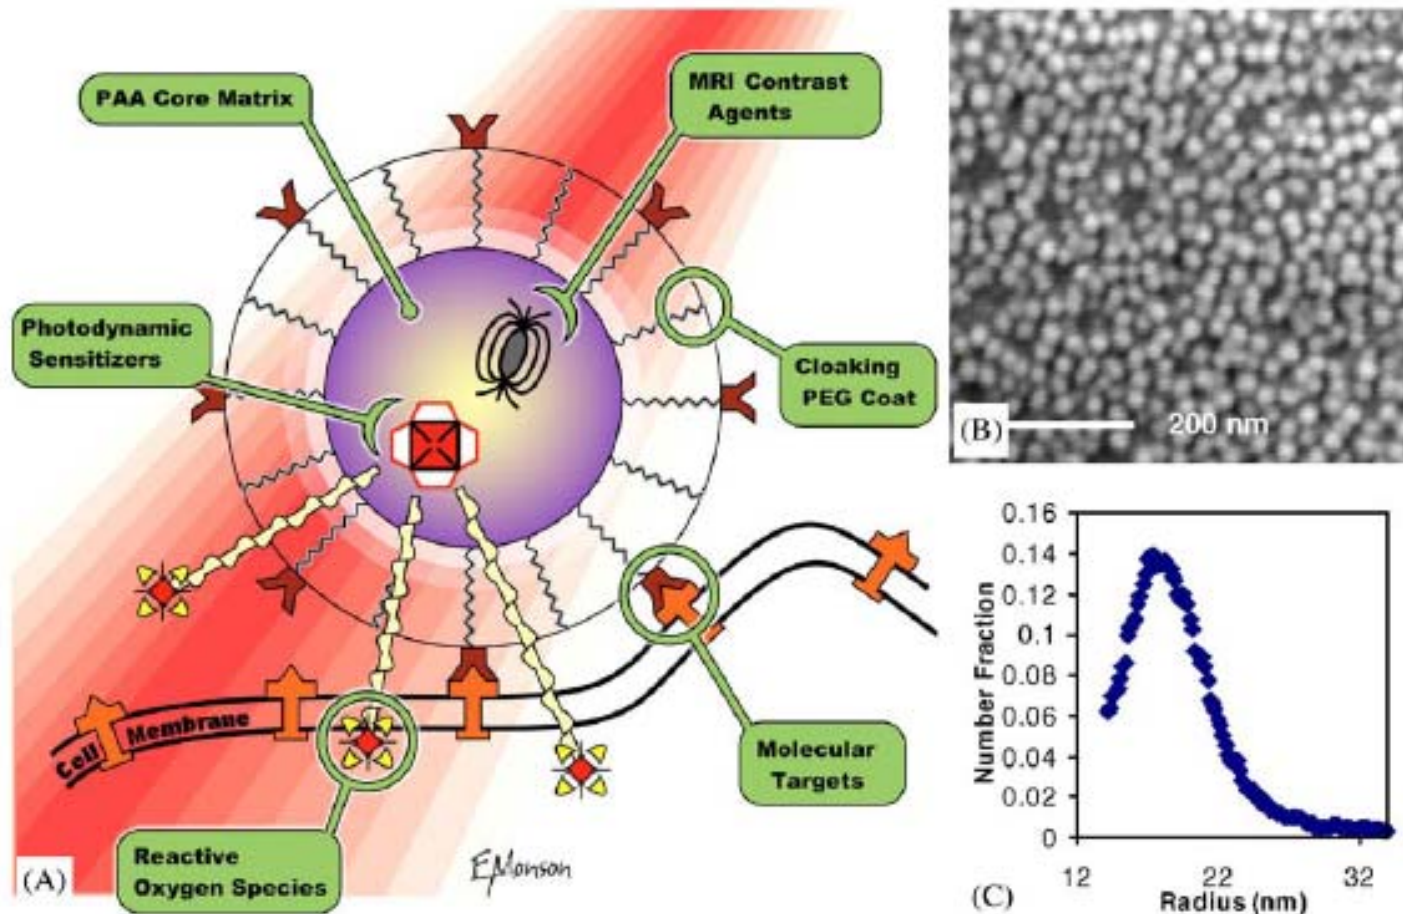 PAA Core Matrix
MRI Contrast
Agents
Photodynamic
Sensitizers
Cloaking
PEG Coat
Cell Membrane
Molecular
Targets
Reactive
Oxygen Species
EMonson
(A)
(B)
200 nm
Number Fraction
0.16
0.14
0.12
0.1
0.08
0.06
0.04
0.02
0
12 22 32
Radius (nm)
(C)